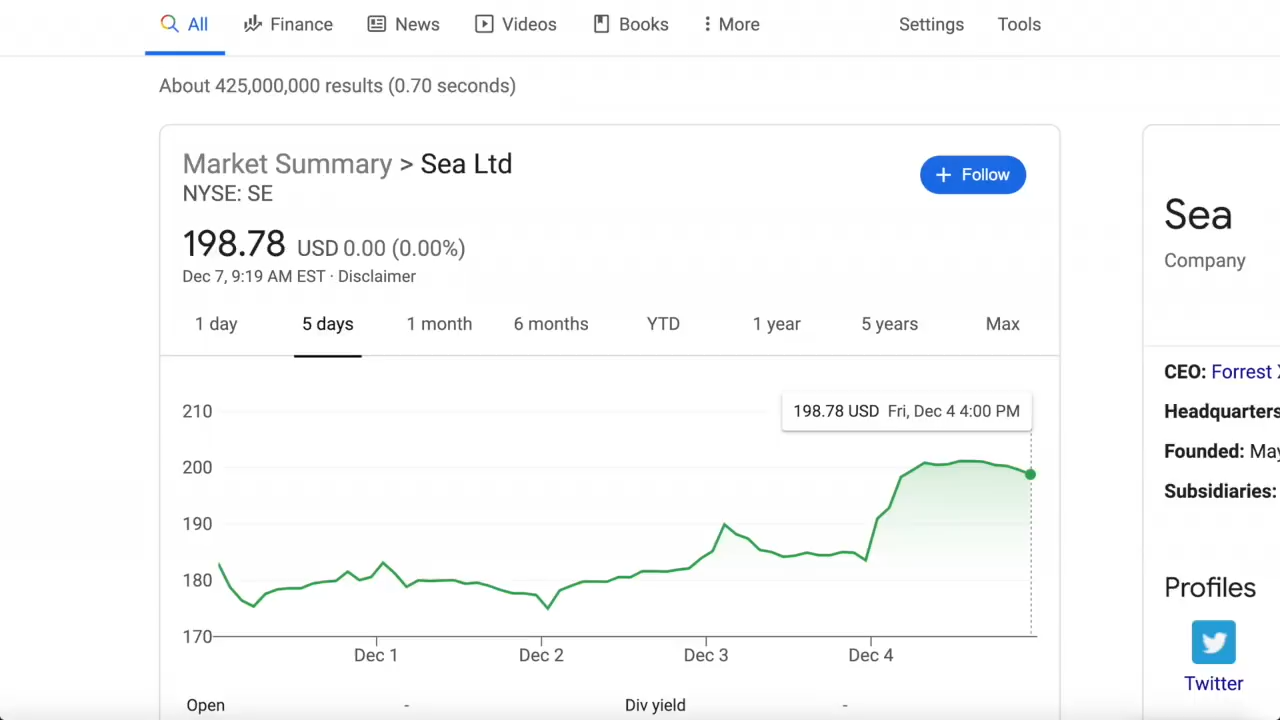 All Finance News Videos Books More Settings Tools
About 425,000,000 results (0.70 seconds)
Market Summary > Sea Ltd
NYSE: SE
+ Follow
198.78 USD 0.00 (0.00%)
Dec 7, 9:19 AM EST · Disclaimer
1 day 5 days 1 month 6 months YTD 1 year 5 years Max
198.78 USD Fri, Dec 4 4:00 PM
210
200
190
180
170
Dec 1 Dec 2 Dec 3 Dec 4
Open - Div yield -
Sea
Company
CEO: Forrest
Headquarters
Founded: May
Subsidiaries:
Profiles
Twitter